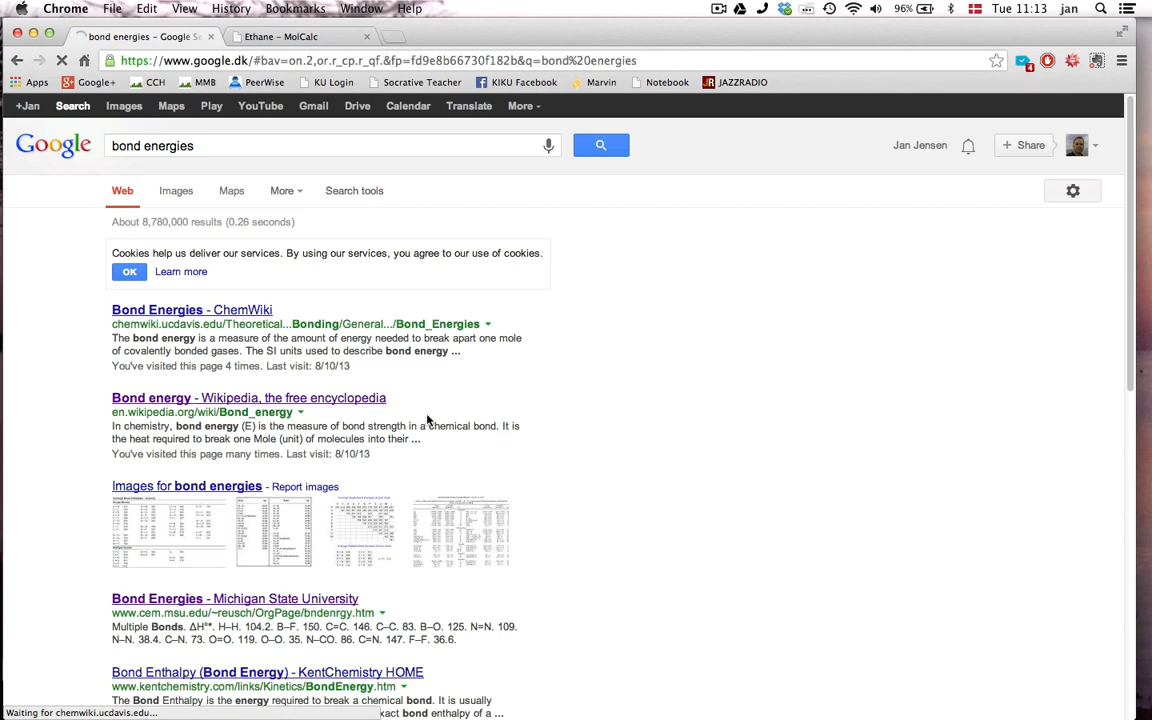 Chrome File Edit View History Bookmarks Window Help 96% Tue 11:13 jan
bond energies - Google Se Ethane - MolCalc
https://www.google.dk/#bav=on.2,or.r_cp.r_qf.&fp=fd9e8b66730f182b&q=bond%20energies
Apps Google+ CCH MMB PeerWise KU Login Socrative Teacher KIKU Facebook Marvin Notebook JAZZRADIO
+Jan Search Images Maps Play YouTube Gmail Drive Calendar Translate More
Google bond energies Jan Jensen + Share
Web Images Maps More Search tools
About 8,780,000 results (0.26 seconds)
Cookies help us deliver our services. By using our services, you agree to our use of cookies.
OK Learn more
Bond Energies - ChemWiki
chemwiki.ucdavis.edu/Theoretical...Bonding/General.../Bond_Energies
The bond energy is a measure of the amount of energy needed to break apart one mole
of covalently bonded gases. The SI units used to describe bond energy ...
You've visited this page 4 times. Last visit: 8/10/13
Bond energy - Wikipedia, the free encyclopedia
en.wikipedia.org/wiki/Bond_energy
In chemistry, bond energy (E) is the measure of bond strength in a chemical bond. It is
the heat required to break one Mole (unit) of molecules into their ...
You've visited this page many times. Last visit: 8/10/13
Images for bond energies - Report images
Bond Energies - Michigan State University
www.cem.msu.edu/~reusch/OrgPage/bndenrgy.htm
Multiple Bonds. ΔH°*. H–H. 104.2. B–F. 150. C=C. 146. C–C. 83. B–O. 125. N=N. 109.
N–N. 38.4. C–N. 73. O=O. 119. O–O. 35. N–CO. 86. C=N. 147. F–F. 36.6.
Bond Enthalpy (Bond Energy) - KentChemistry HOME
www.kentchemistry.com/links/Kinetics/BondEnergy.htm
The Bond Enthalpy is the energy required to break a chemical bond. It is usually
exact bond enthalpy of a ...
Waiting for chemwiki.ucdavis.edu...